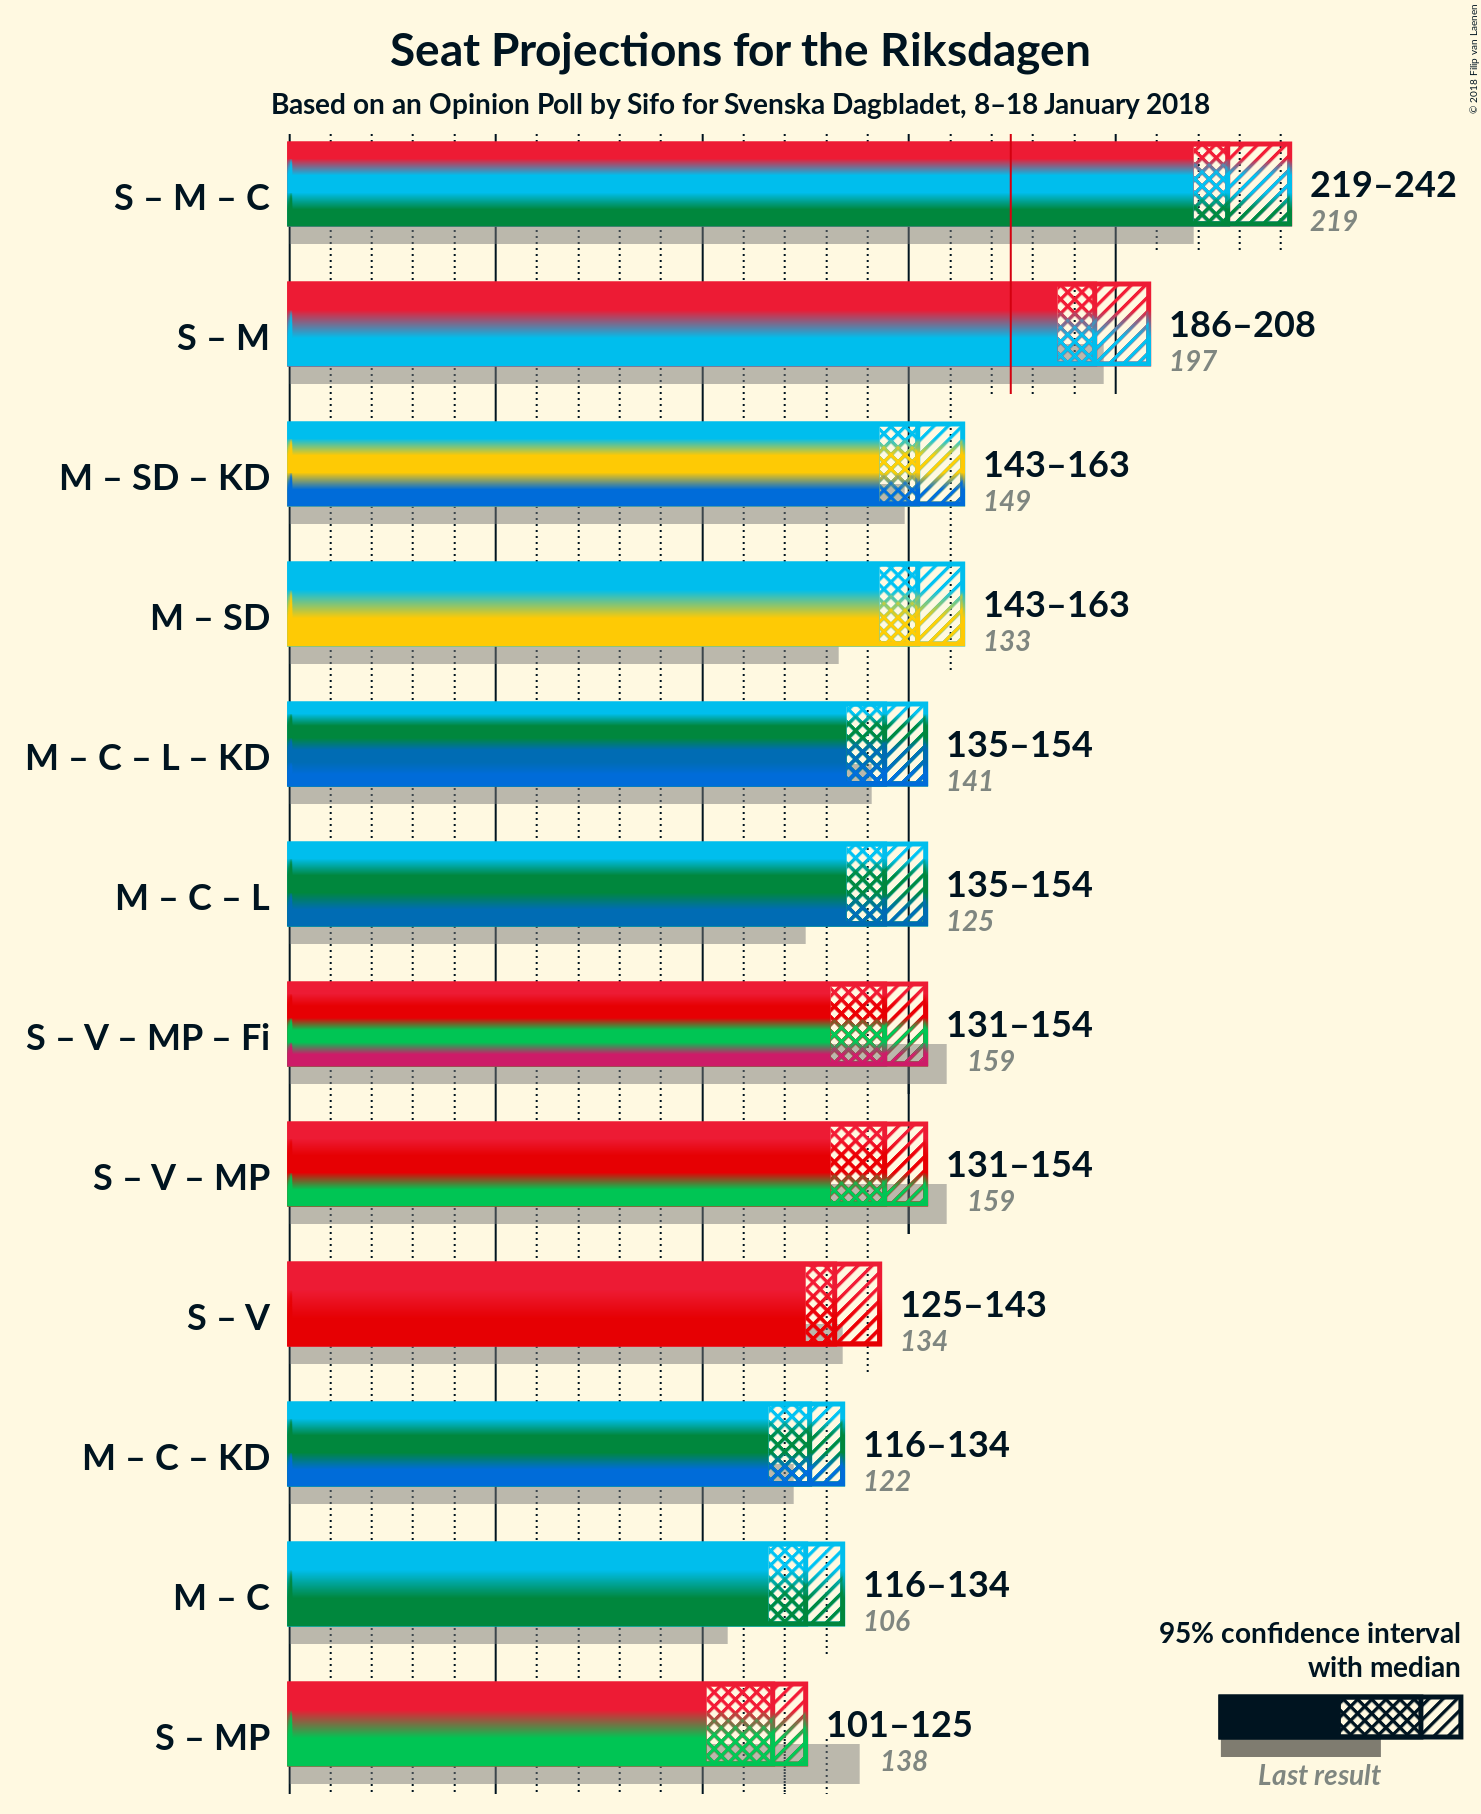 Seat Projections for the Riksdagen
Based on an Opinion Poll by Sifo for Svenska Dagbladet, 8–18 January 2018
© 2018 Filip van Laenen
S – M – C
219–242
219
S – M
186–208
197
M – SD – KD
143–163
149
M – SD
143–163
133
M – C – L – KD
135–154
141
M – C – L
135–154
125
S – V – MP – Fi
131–154
159
S – V – MP
131–154
159
S – V
125–143
134
M – C – KD
116–134
122
M – C
116–134
106
S – MP
101–125
138
95% confidence interval
with median
Last result